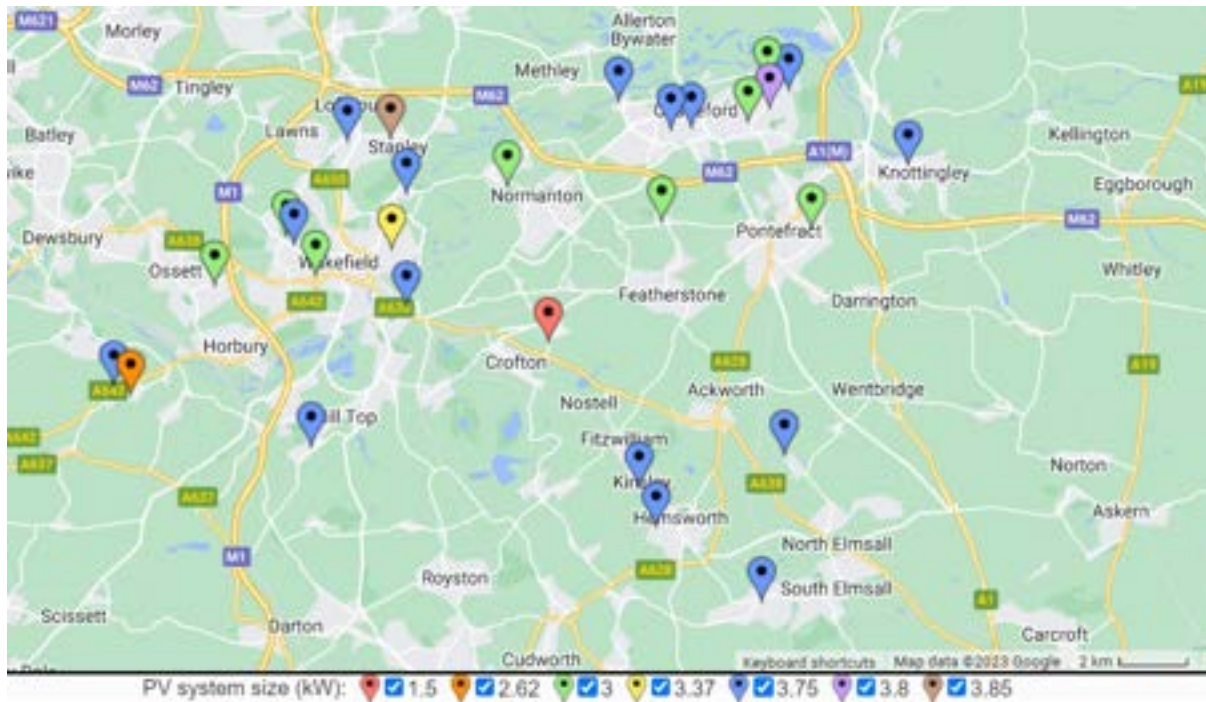 M621
Morley
Allerton
Bywater
M62
Tingley
Methley
M62
A19
Batley
Lawns
Stanley
Kellington
A1(M)
M62
Knottingley
Eggborough
M1
Normanton
M62
Dewsbury
A638
Ossett
Wakefield
Pontefract
Whitley
A642
Featherstone
Darrington
Horbury
Crofton
A628
A19
A642
Ackworth
Wentbridge
Nostell
A642
Fitzwilliam
A637
A637
Kinsley
A638
Norton
Hemsworth
Askern
M1
North Elmsall
A628
Royston
South Elmsall
Scissett
A1
Darton
Carcroft
Cudworth
Keyboard shortcuts Map data ©2023 Google 2 km
PV system size (kW): 1.5 2.62 3 3.37 3.75 3.8 3.85